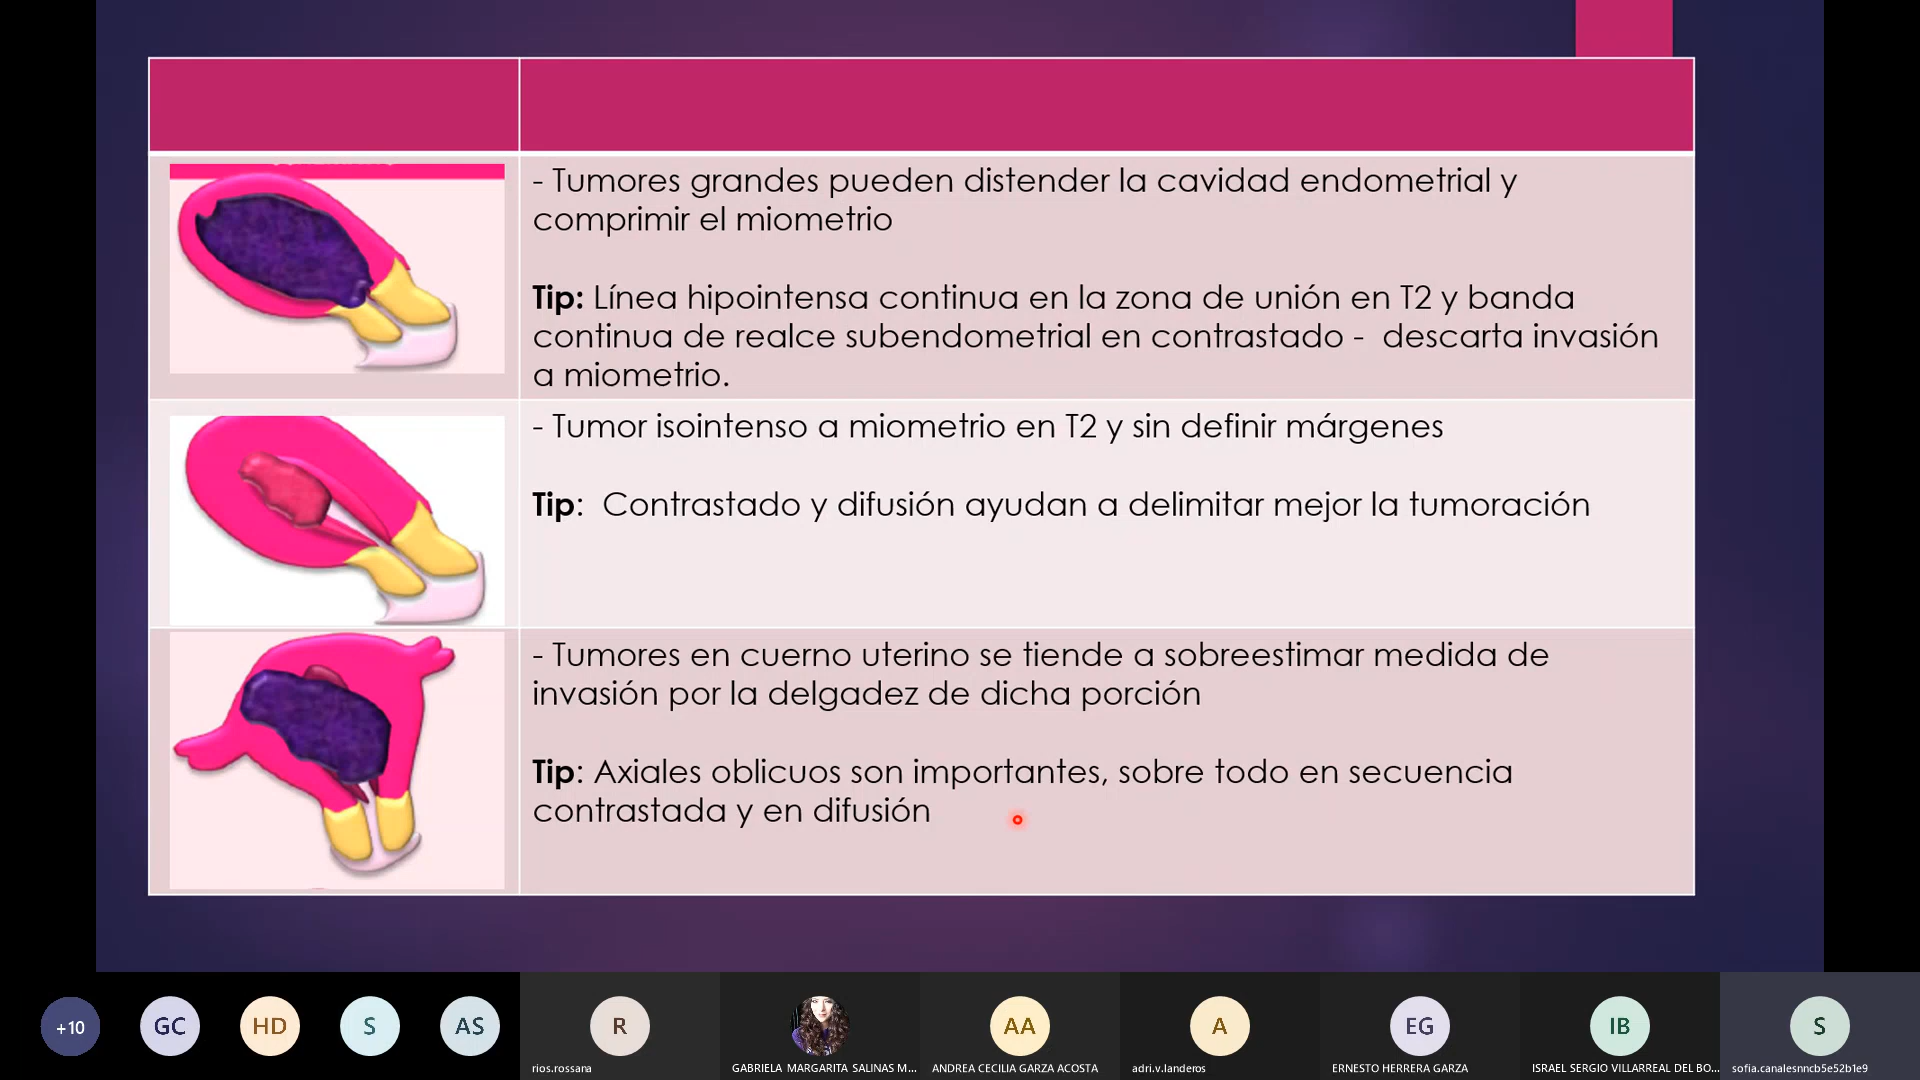 - Tumores grandes pueden distender la cavidad endometrial y
comprimir el miometrio
Tip: Línea hipointensa continua en la zona de unión en T2 y banda
continua de realce subendometrial en contrastado -  descarta invasión
a miometrio.
- Tumor isointenso a miometrio en T2 y sin definir márgenes
Tip:  Contrastado y difusión ayudan a delimitar mejor la tumoración
- Tumores en cuerno uterino se tiende a sobreestimar medida de
invasión por la delgadez de dicha porción
Tip: Axiales oblicuos son importantes, sobre todo en secuencia
contrastada y en difusión
+10
GC
HD
S
AS
R
AA
A
EG
IB
S
rios.rossana
GABRIELA MARGARITA SALINAS M...
ANDREA CECILIA GARZA ACOSTA
adri.v.landeros
ERNESTO HERRERA GARZA
ISRAEL SERGIO VILLARREAL DEL BO...
sofia.canalesnncb5e52b1e9